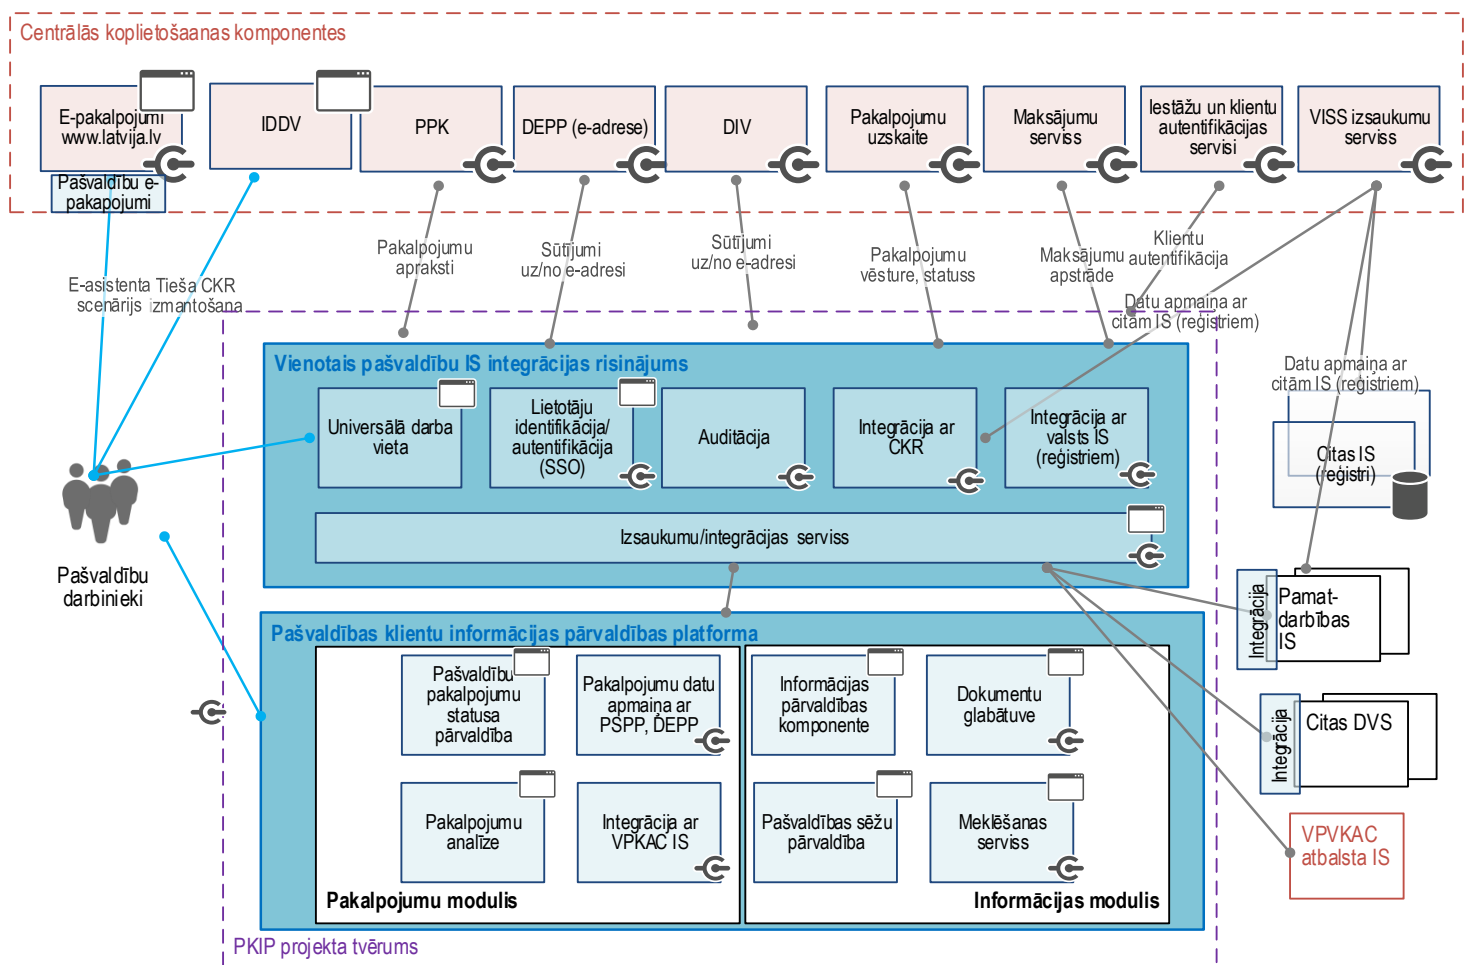 Centrālās koplietošaanas komponentes
E-pakalpojumi
www.latvija.lv
IDDV
PPK
DEPP (e-adrese)
DIV
Pakalpojumu
uzskaite
Maksājumu
serviss
Iestāžu un klientu
autentifikācijas
servisi
VISS izsaukumu
serviss
Pašvaldību e-
pakapojumi
Pakalpojumu
apraksti
Sūtījumi
uz/no e-adresi
Sūtījumi
uz/no e-adresi
Pakalpojumu
vēsture, statuss
Maksājumu
apstrāde
Klientu
autentifikācija
E-asistenta
scenārijs
Tieša CKR
izmantošana
Datu apmaiņa ar
citām IS (reģistriem)
Datu apmaiņa ar
citām IS (reģistriem)
Vienotais pašvaldību IS integrācijas risinājums
Universālā darba
vieta
Lietotāju
identifikācija/
autentifikācija
(SSO)
Auditācija
Integrācija ar
CKR
Integrācija ar
valsts IS
(reģistriem)
Citas IS
(reģistri)
Izsaukumu/integrācijas serviss
Pašvaldību
darbinieki
Integrācija
Pamat-
darbības
IS
Pašvaldības klientu informācijas pārvaldības platforma
Pašvaldību
pakalpojumu
statusa
pārvaldība
Pakalpojumu datu
apmaiņa ar
PSPP, DEPP
Informācijas
pārvaldības
komponente
Dokumentu
glabātuve
Integrācija
Citas DVS
Pakalpojumu
analīze
Integrācija ar
VPKAC IS
Pašvaldības sēžu
pārvaldība
Meklēšanas
serviss
VPVKAC
atbalsta IS
Pakalpojumu modulis
Informācijas modulis
PKIP projekta tvērums